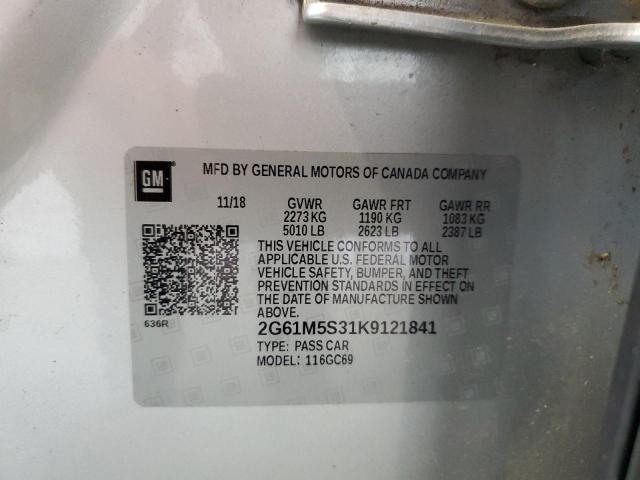 GM
MFD BY GENERAL MOTORS OF CANADA COMPANY
11/18 GVWR GAWR FRT GAWR RR
2273 KG 1190 KG 1083 KG
5010 LB 2623 LB 2387 LB
THIS VEHICLE CONFORMS TO ALL
APPLICABLE U.S. FEDERAL MOTOR
VEHICLE SAFETY, BUMPER, AND THEFT
PREVENTION STANDARDS IN EFFECT ON
THE DATE OF MANUFACTURE SHOWN
ABOVE.
636R
2G61M5S31K9121841
TYPE: PASS CAR
MODEL: 116GC69